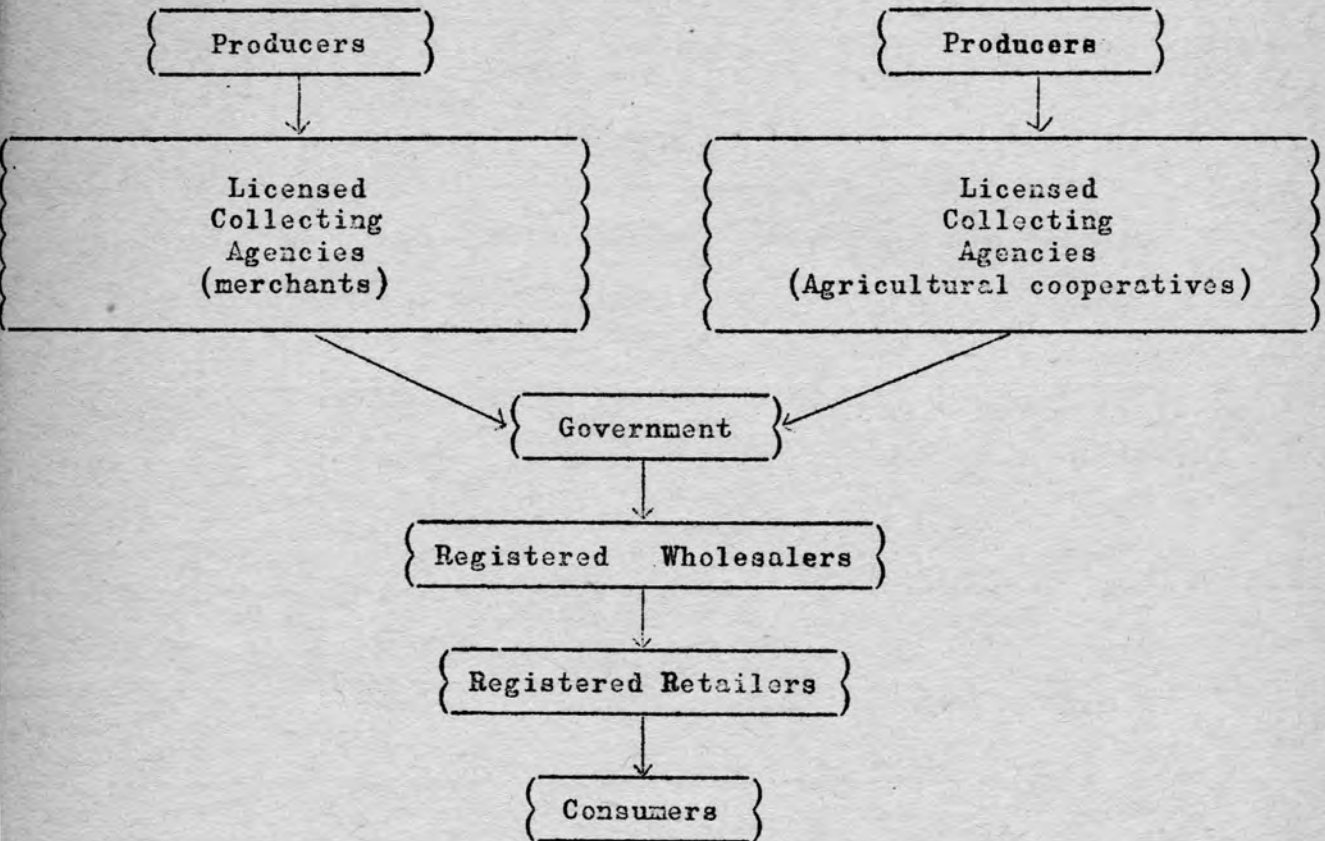 Producers
Producers
Licensed
Collecting
Agencies
(merchants)
Licensed
Collecting
Agencies
(Agricultural cooperatives)
Government
Registered Wholesalers
Registered Retailers
Consumers